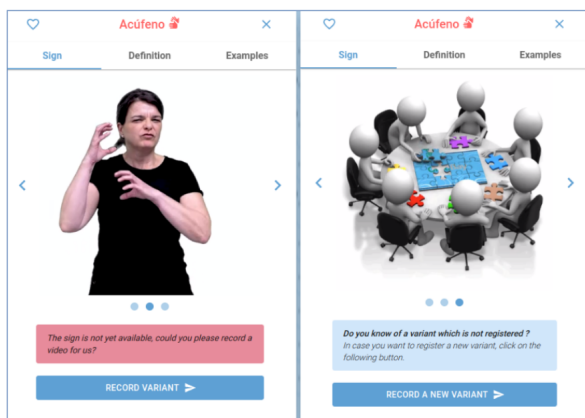 Acúfeno
Sign Definition Examples
The sign is not yet available, could you please record a
video for us?
RECORD VARIANT
Acúfeno
Sign Definition Examples
Do you know of a variant which is not registered ?
In case you want to register a new variant, click on the
following button.
RECORD A NEW VARIANT